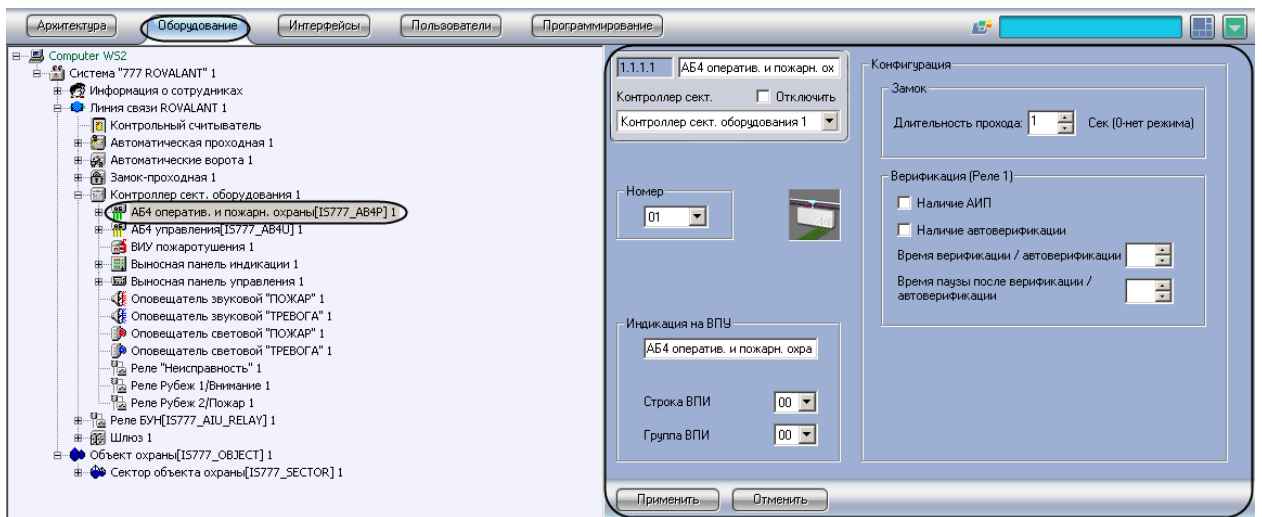 Архитектура Оборудование Интерфейсы Пользователи Программирование
Computer WS2
Система "777 ROVALANT" 1
Информация о сотрудниках
Линия связи ROVALANT 1
Контрольный считыватель
Автоматическая проходная 1
Автоматические ворота 1
Замок-проходная 1
Контроллер сект. оборудования 1
АБ4 оператив. и пожарн. охраны[IS777_AB4P] 1
АБ4 управления[IS777_AB4U] 1
ВИУ пожаротушения 1
Выносная панель индикации 1
Выносная панель управления 1
Оповещатель звуковой "ПОЖАР" 1
Оповещатель звуковой "ТРЕВОГА" 1
Оповещатель световой "ПОЖАР" 1
Оповещатель световой "ТРЕВОГА" 1
Реле "Неисправность" 1
Реле Рубеж 1/Внимание 1
Реле Рубеж 2/Пожар 1
Реле БУН[IS777_AIU_RELAY] 1
Шлюз 1
Объект охраны[IS777_OBJECT] 1
Сектор объекта охраны[IS777_SECTOR] 1
1.1.1.1 АБ4 оператив. и пожарн. ох
Контроллер сект. Отключить
Контроллер сект. оборудования 1
Номер
01
Индикация на ВПУ
АБ4 оператив. и пожарн. охра
Строка ВПИ 00
Группа ВПИ 00
Конфигурация
Замок
Длительность прохода: 1 Сек (0-нет режима)
Верификация (Реле 1)
Наличие АИП
Наличие автоверификации
Время верификации / автоверификации
Время паузы после верификации /
автоверификации
Применить Отменить